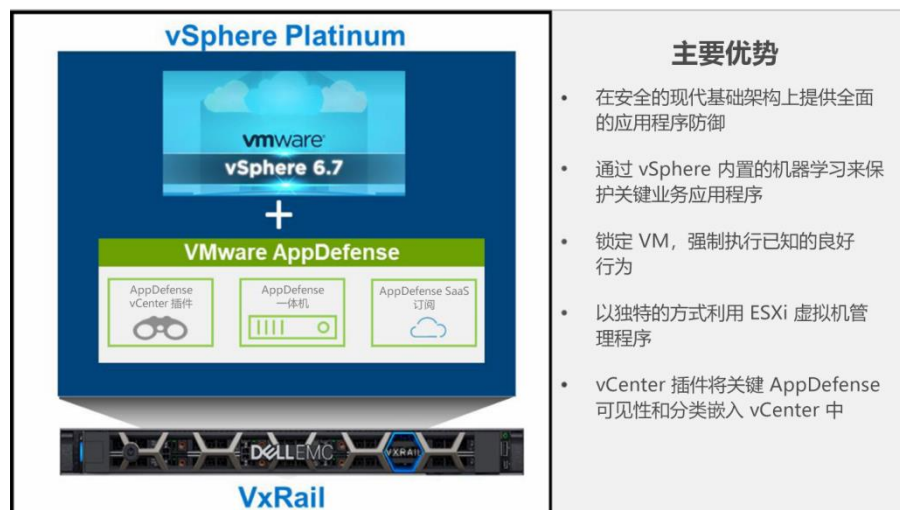 vSphere Platinum
vmware
vSphere 6.7
+
VMware AppDefense
AppDefense
vCenter 插件
AppDefense
一体机
AppDefense SaaS
订阅
DELLEMC
VXRAIL
VxRail
主要优势
• 在安全的现代基础架构上提供全面
的应用程序防御
• 通过 vSphere 内置的机器学习来保
护关键业务应用程序
• 锁定 VM，强制执行已知的良好
行为
• 以独特的方式利用 ESXi 虚拟机管
理程序
• vCenter 插件将关键 AppDefense
可见性和分类嵌入 vCenter 中